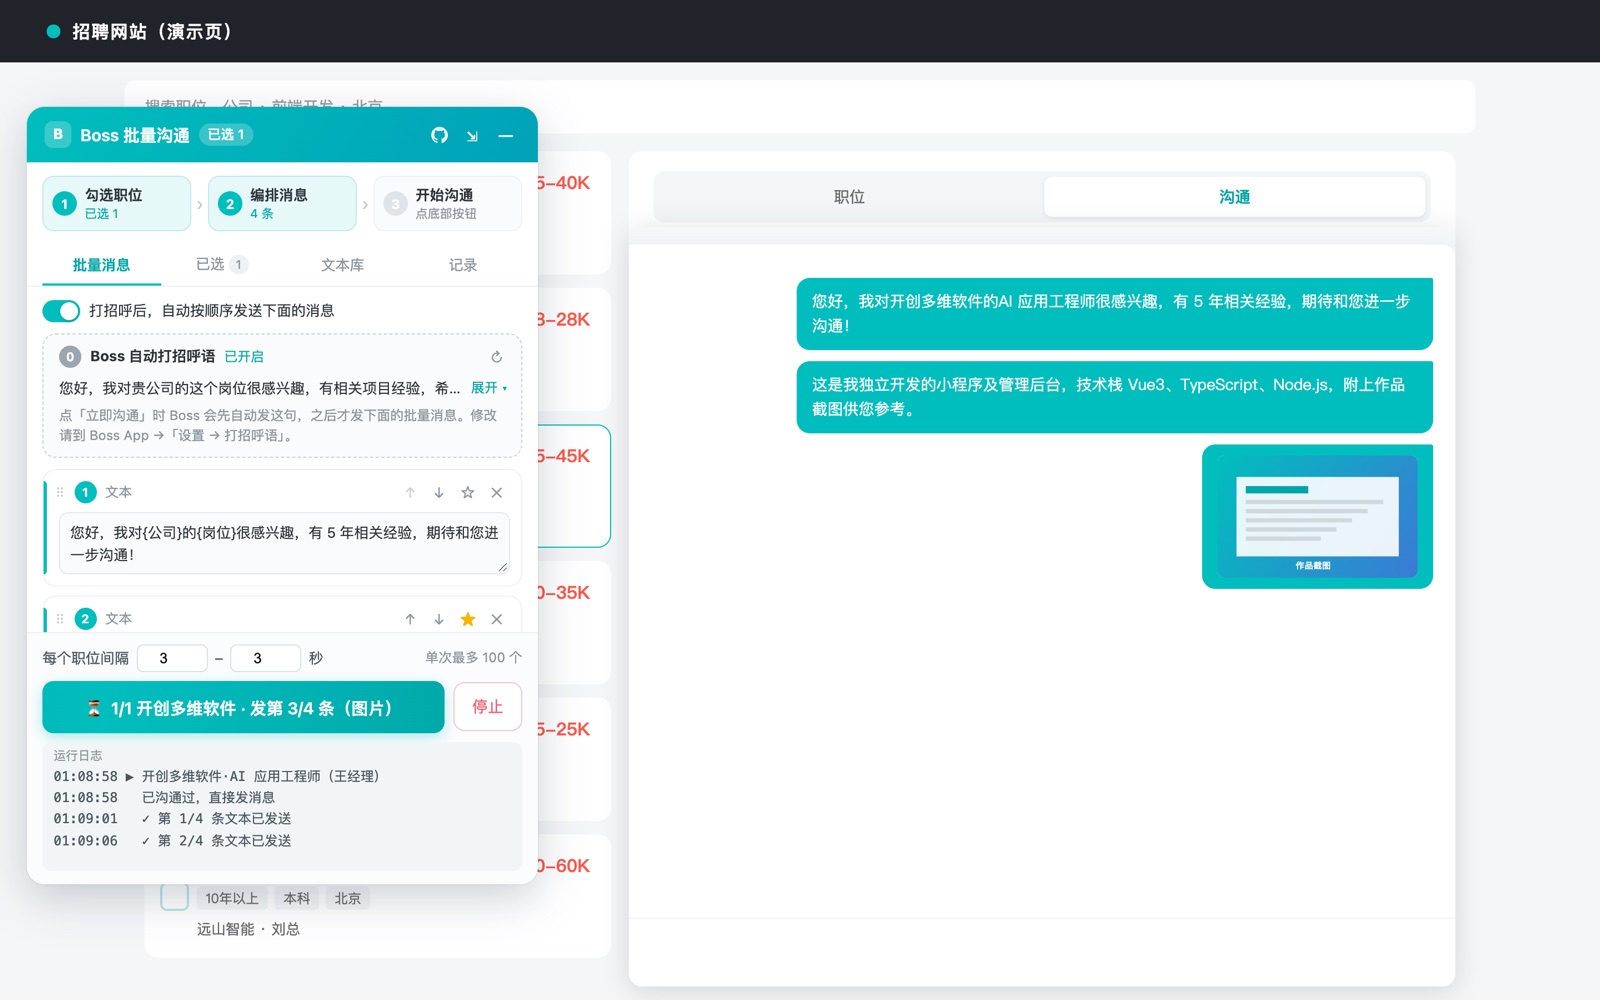 招聘网站（演示页）
B Boss 批量沟通 已选 1
1 勾选职位
已选 1
2 编排消息
4 条
3 开始沟通
点底部按钮
批量消息 已选 1 文本库 记录
打招呼后，自动按顺序发送下面的消息
0 Boss 自动打招呼语 已开启
您好，我对贵公司的这个岗位很感兴趣，有相关项目经验，希... 展开
点「立即沟通」时 Boss 会先自动发这句，之后才发下面的批量消息。修改
请到 Boss App →「设置 → 打招呼语」。
1 文本
您好，我对{公司}的{岗位}很感兴趣，有 5 年相关经验，期待和您进
一步沟通！
2 文本
每个职位间隔 3 – 3 秒 单次最多 100 个
⌛ 1/1 开创多维软件 · 发第 3/4 条（图片） 停止
运行日志
01:08:58 ▶ 开创多维软件·AI 应用工程师（王经理）
01:08:58 已沟通过，直接发消息
01:09:01 ✓ 第 1/4 条文本已发送
01:09:06 ✓ 第 2/4 条文本已发送
10年以上 本科 北京
远山智能 · 刘总
–40K
–28K
–45K
–35K
–25K
–60K
职位 沟通
您好，我对开创多维软件的AI 应用工程师很感兴趣，有 5 年相关经验，期待和您进一步
沟通！
这是我独立开发的小程序及管理后台，技术栈 Vue3、TypeScript、Node.js，附上作品
截图供您参考。
作品截图